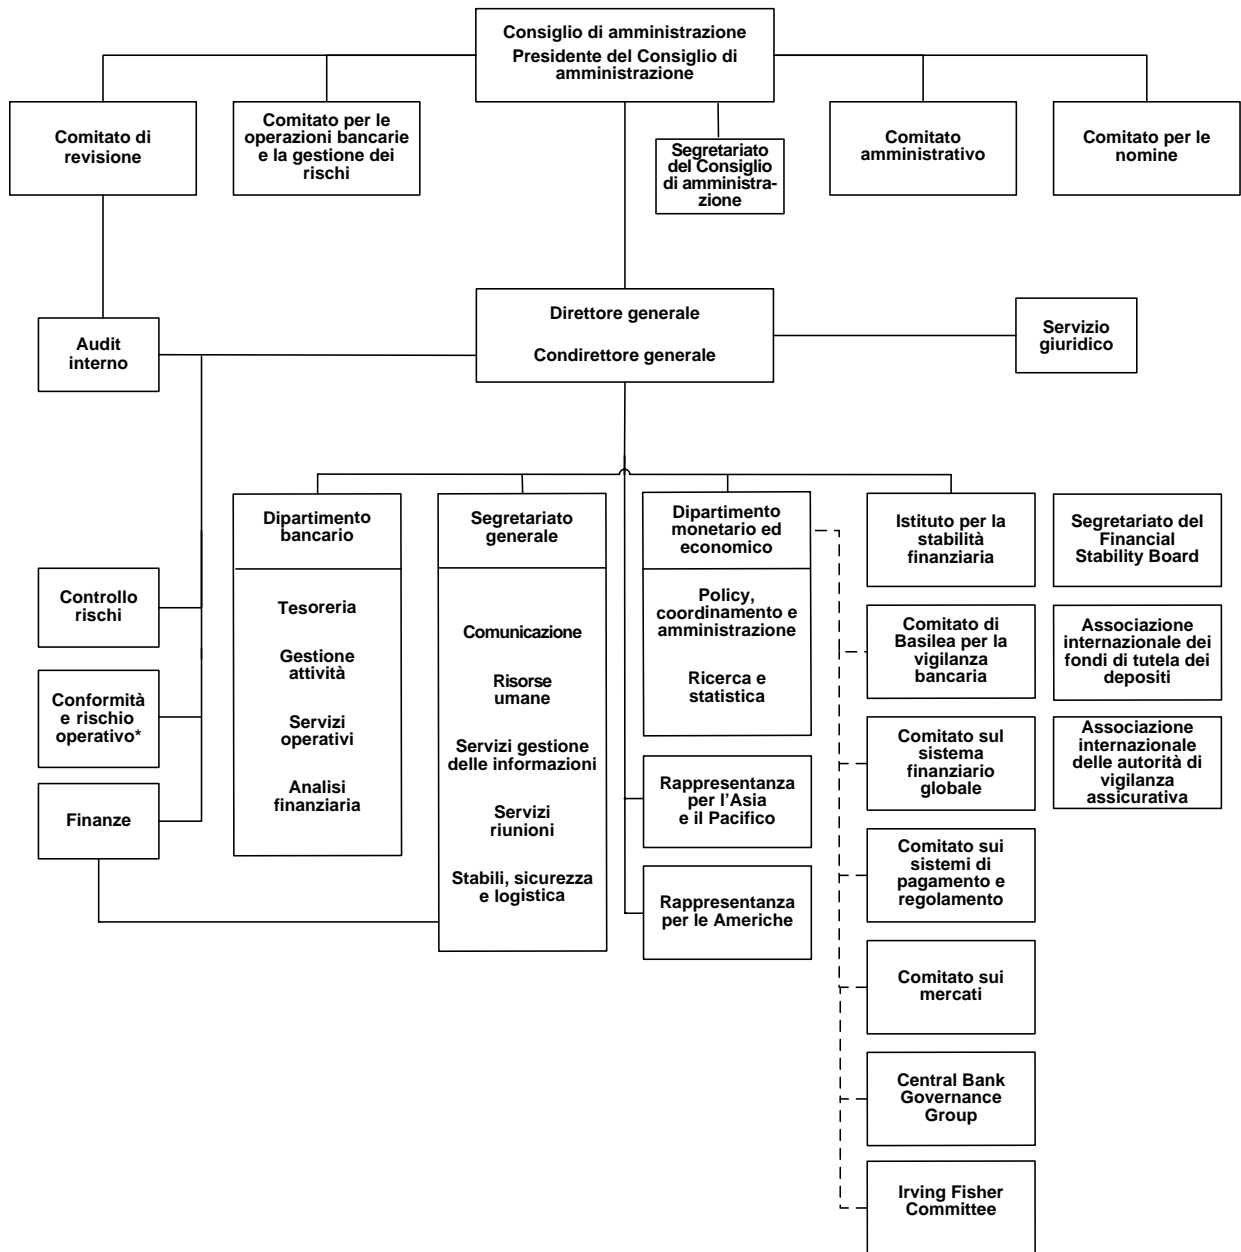 Consiglio di amministrazione
Presidente del Consiglio di
amministrazione
Comitato di
revisione
Comitato per le
operazioni bancarie
e la gestione dei
rischi
Segretariato
del Consiglio
di amministra-
zione
Comitato
amministrativo
Comitato per le
nomine
Audit
interno
Direttore generale
Condirettore generale
Servizio
giuridico
Controllo
rischi
Conformità
e rischio
operativo*
Finanze
Dipartimento
bancario
Tesoreria
Gestione
attività
Servizi
operativi
Analisi
finanziaria
Segretariato
generale
Comunicazione
Risorse
umane
Servizi gestione
delle informazioni
Servizi
riunioni
Stabili, sicurezza
e logistica
Dipartimento
monetario ed
economico
Policy,
coordinamento e
amministrazione
Ricerca e
statistica
Rappresentanza
per l'Asia
e il Pacifico
Rappresentanza
per le Americhe
Istituto per la
stabilità
finanziaria
Comitato di
Basilea per la
vigilanza
bancaria
Comitato sul
sistema
finanziario
globale
Comitato sui
sistemi di
pagamento e
regolamento
Comitato sui
mercati
Central Bank
Governance
Group
Irving Fisher
Committee
Segretariato del
Financial
Stability Board
Associazione
internazionale dei
fondi di tutela dei
depositi
Associazione
internazionale
delle autorità di
vigilanza
assicurativa